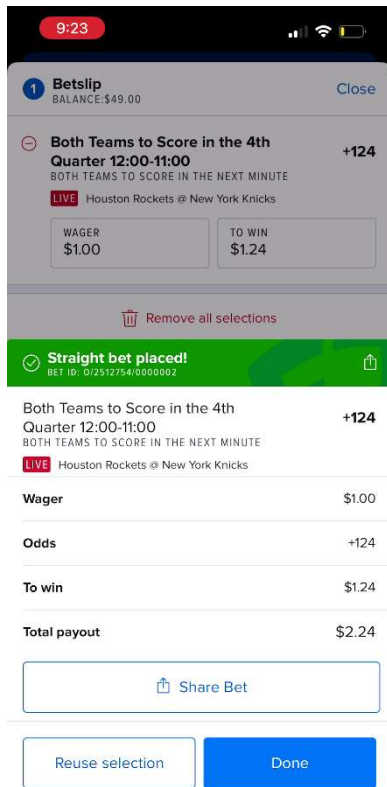 9:23
1 Betslip
BALANCE:$49.00
Close
Both Teams to Score in the 4th
Quarter 12:00-11:00
+124
BOTH TEAMS TO SCORE IN THE NEXT MINUTE
LIVE Houston Rockets @ New York Knicks
WAGER
$1.00
TO WIN
$1.24
Remove all selections
Straight bet placed!
BET ID: O/2512754/0000002
Both Teams to Score in the 4th
Quarter 12:00-11:00
+124
BOTH TEAMS TO SCORE IN THE NEXT MINUTE
LIVE Houston Rockets @ New York Knicks
Wager $1.00
Odds +124
To win $1.24
Total payout $2.24
Share Bet
Reuse selection
Done